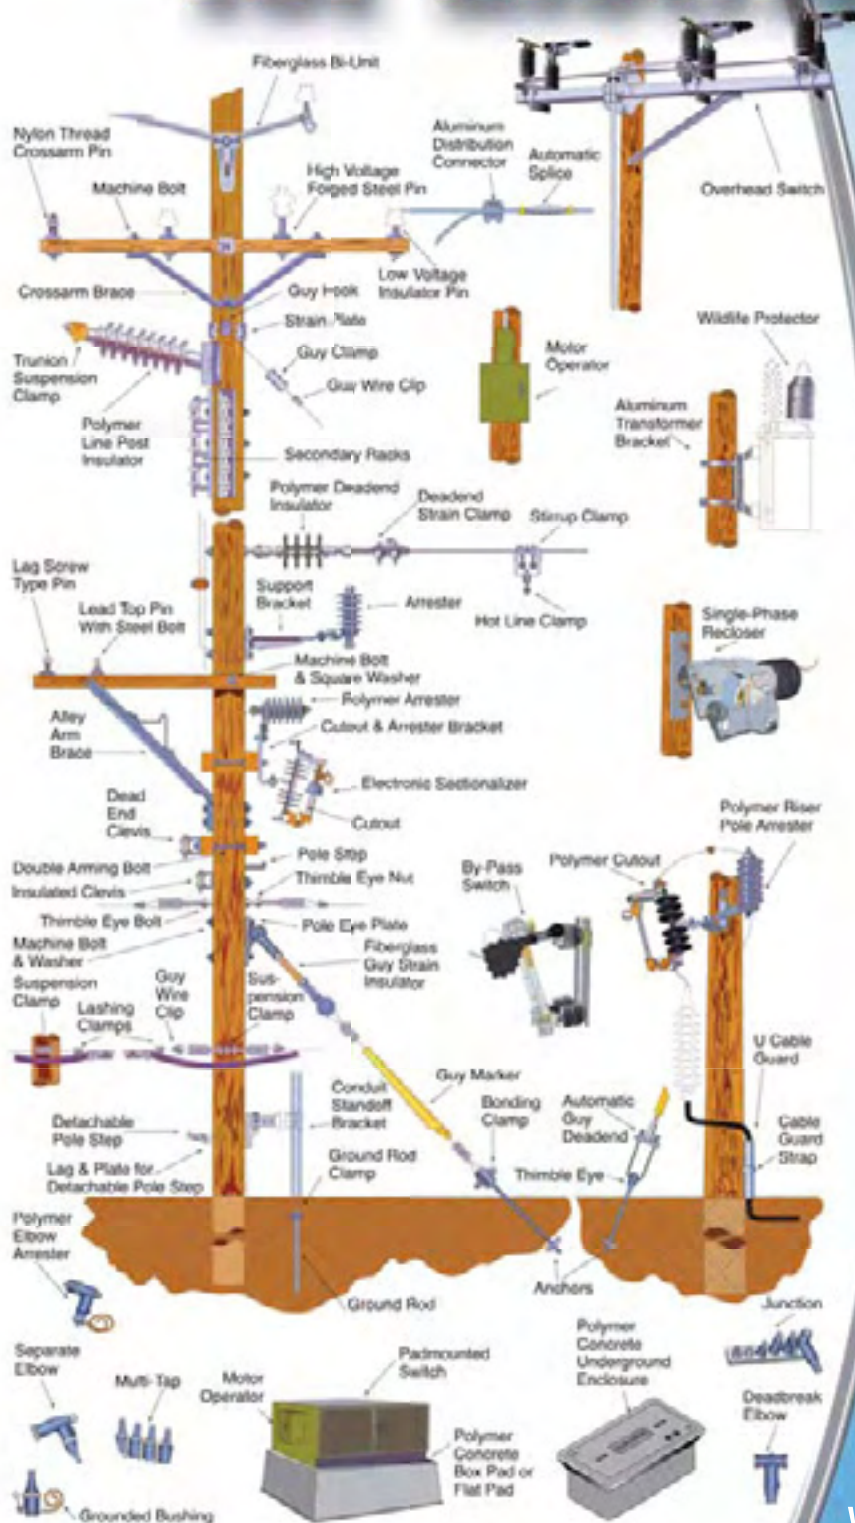 Fiberglass Bi-Unit
Nylon Thread
Crossarm Pin
Machine Bolt
High Voltage
Forged Steel Pin
Aluminum
Distribution
Connector
Automatic
Splice
Overhead Switch
Low Voltage
Insulator Pin
Crossarm Brace
Guy Hook
Strain Plate
Guy Clamp
Guy Wire Clip
Trunion
Suspension
Clamp
Polymer
Line Post
Insulator
Secondary Racks
Motor
Operator
Wildlife Protector
Aluminum
Transformer
Bracket
Polymer Deadend
Insulator
Deadend
Strain Clamp
Stirrup Clamp
Hot Line Clamp
Lag Screw
Type Pin
Lead Top Pin
With Steel Bolt
Support
Bracket
Arrester
Machine Bolt
& Square Washer
Single-Phase
Recloser
Polymer Arrester
Cutout & Arrester Bracket
Alley
Arm
Brace
Electronic Sectionalizer
Cutout
Dead
End
Clevis
Double Arming Bolt
Insulated Clevis
Pole Step
Thimble Eye Nut
Thimble Eye Bolt
Pole Eye Plate
Machine Bolt
& Washer
Fiberglass
Guy Strain
Insulator
By-Pass
Switch
Polymer Cutout
Polymer Riser
Pole Arrester
Suspension
Clamp
Lashing
Clamps
Guy
Wire
Clip
Sus-
pension
Clamp
Guy Marker
Conduit
Standoff
Bracket
Bonding
Clamp
Automatic
Guy
Deadend
U Cable
Guard
Cable
Guard
Strap
Detachable
Pole Step
Lag & Plate for
Detachable Pole Step
Ground Rod
Clamp
Thimble Eye
Polymer
Elbow
Arrester
Ground Rod
Anchors
Junction
Separate
Elbow
Multi-Tap
Motor
Operator
Padmounted
Switch
Polymer
Concrete
Underground
Enclosure
Deadbreak
Elbow
Polymer
Concrete
Box Pad or
Flat Pad
Grounded Bushing